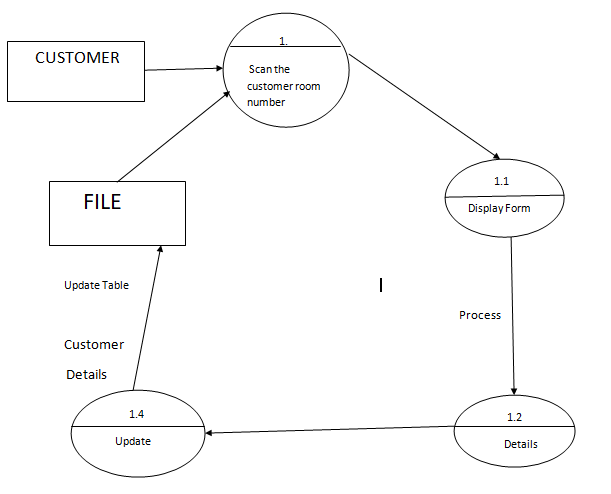 1.
CUSTOMER
Scan the
customer room
number
1.1
Display Form
FILE
Update Table
Process
Customer
Details
1.4
Update
1.2
Details